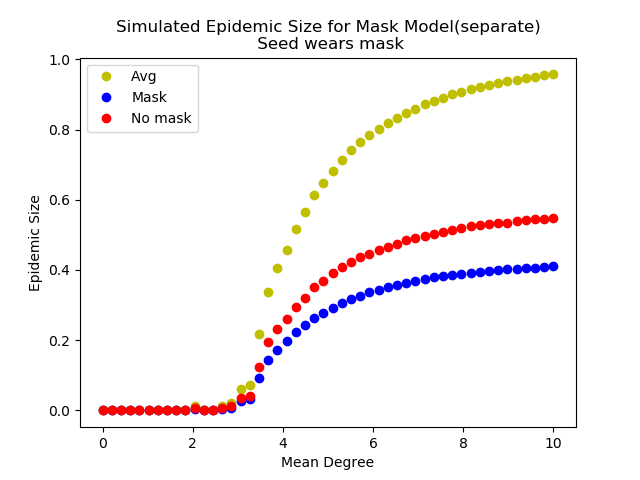 Simulated Epidemic Size for Mask Model(separate)
Seed wears mask
Avg
Mask
No mask
1.0
0.8
0.6
0.4
0.2
0.0
Epidemic Size
0 2 4 6 8 10
Mean Degree